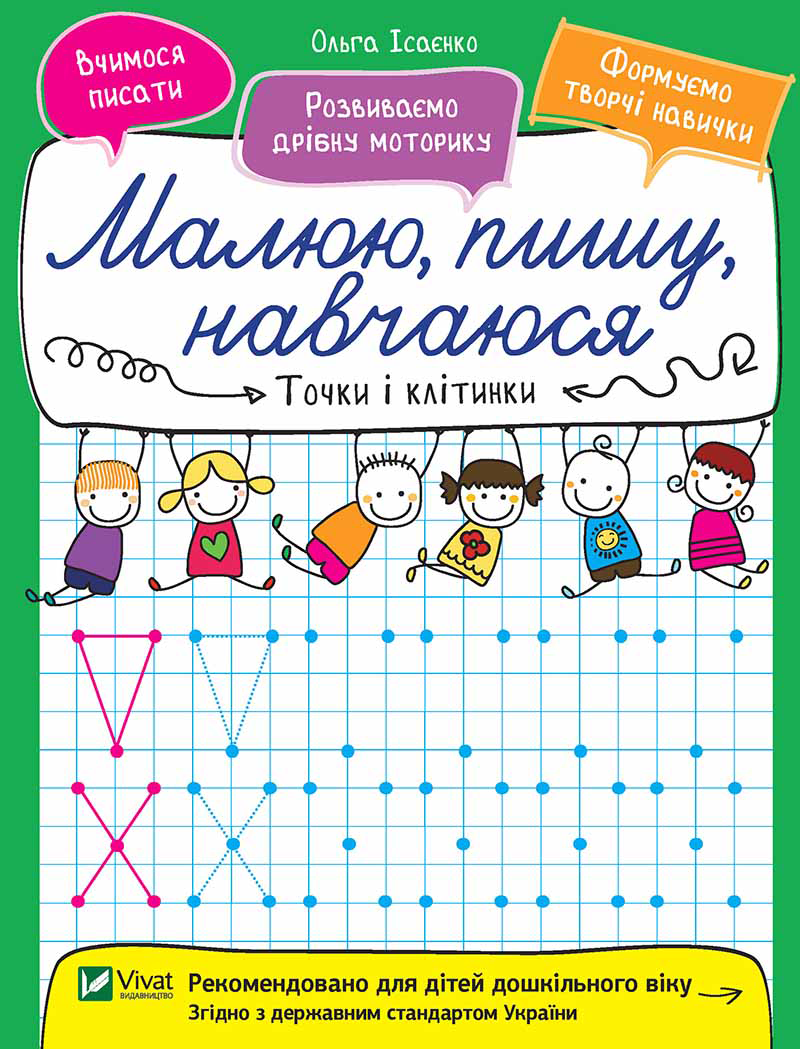 Ольга Ісаєнко
Вчимося
писати
Розвиваємо
дрібну моторику
Формуємо
творчі навички
Малюю, пишу,
навчаюся
Точки і клітинки
Vivat
ВИДАВНИЦТВО
Рекомендовано для дітей дошкільного віку
Згідно з державним стандартом України